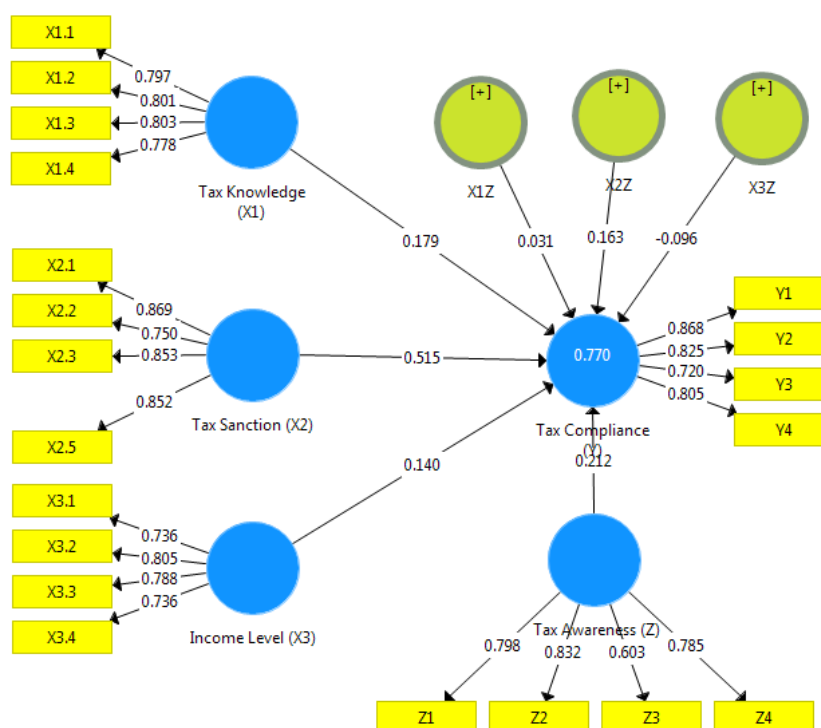 X1.1
X1.2
X1.3
X1.4
0.797
0.801
0.803
0.778
Tax Knowledge
(X1)
[+]
X1Z
[+]
X2Z
[+]
X3Z
0.179
0.031
0.163
-0.096
X2.1
X2.2
X2.3
X2.5
0.869
0.750
0.853
0.852
Tax Sanction (X2)
0.515
0.770
Tax Compliance
(Y)
0.868
0.825
0.720
0.805
Y1
Y2
Y3
Y4
0.140
0.212
X3.1
X3.2
X3.3
X3.4
0.736
0.805
0.788
0.736
Income Level (X3)
Tax Awareness (Z)
0.798
0.832
0.603
0.785
Z1
Z2
Z3
Z4